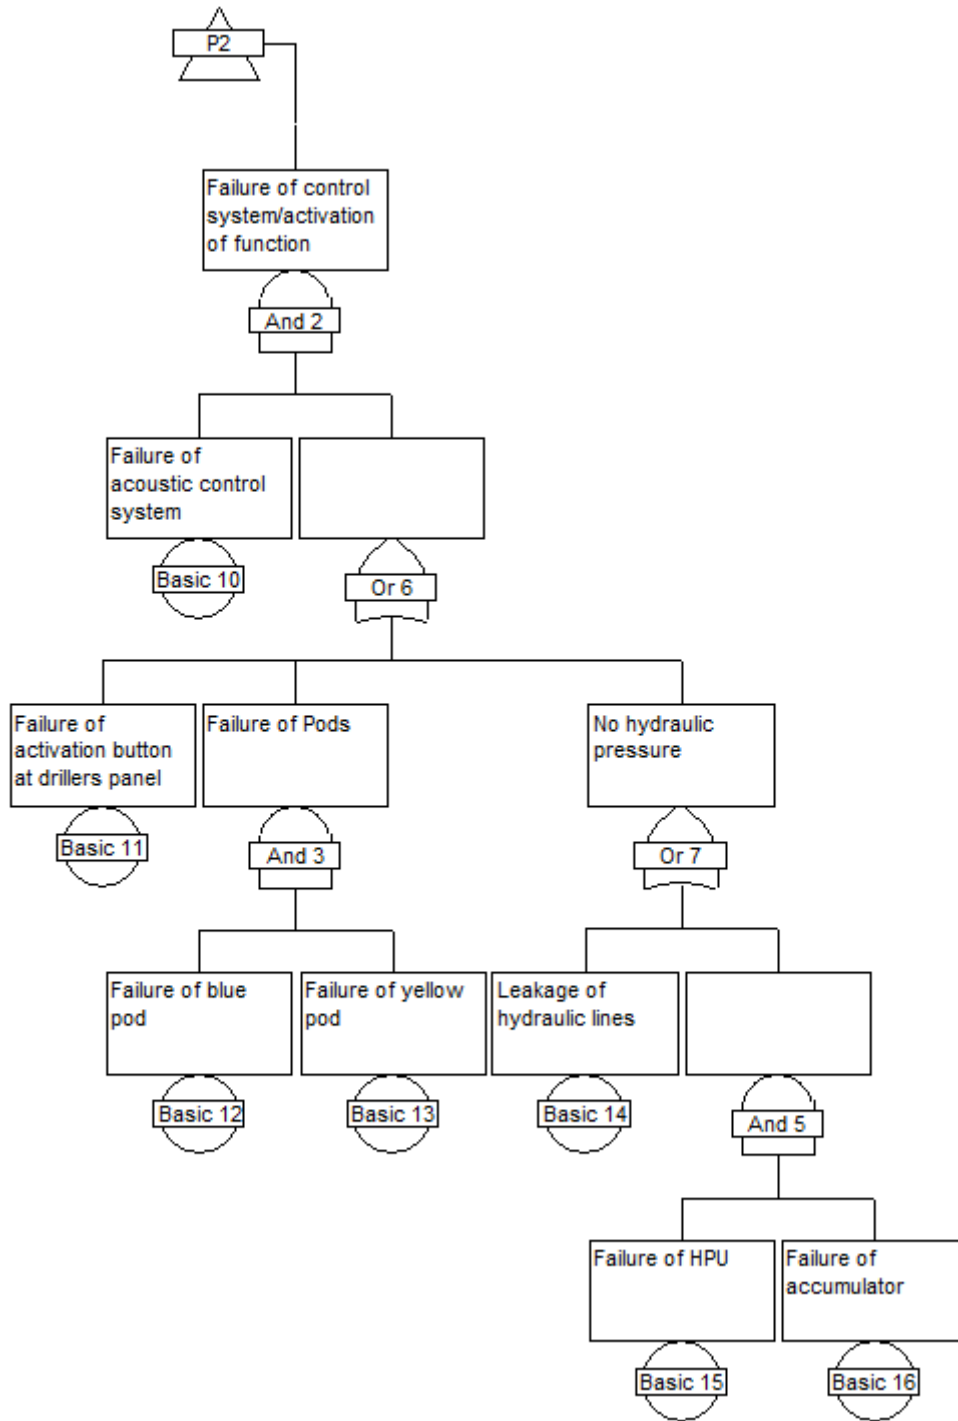 P2
Failure of control
system/activation
of function
And 2
Failure of
acoustic control
system
Basic 10
Or 6
Failure of
activation button
at drillers panel
Basic 11
Failure of Pods
And 3
No hydraulic
pressure
Or 7
Failure of blue
pod
Basic 12
Failure of yellow
pod
Basic 13
Leakage of
hydraulic lines
Basic 14
And 5
Failure of HPU
Basic 15
Failure of
accumulator
Basic 16